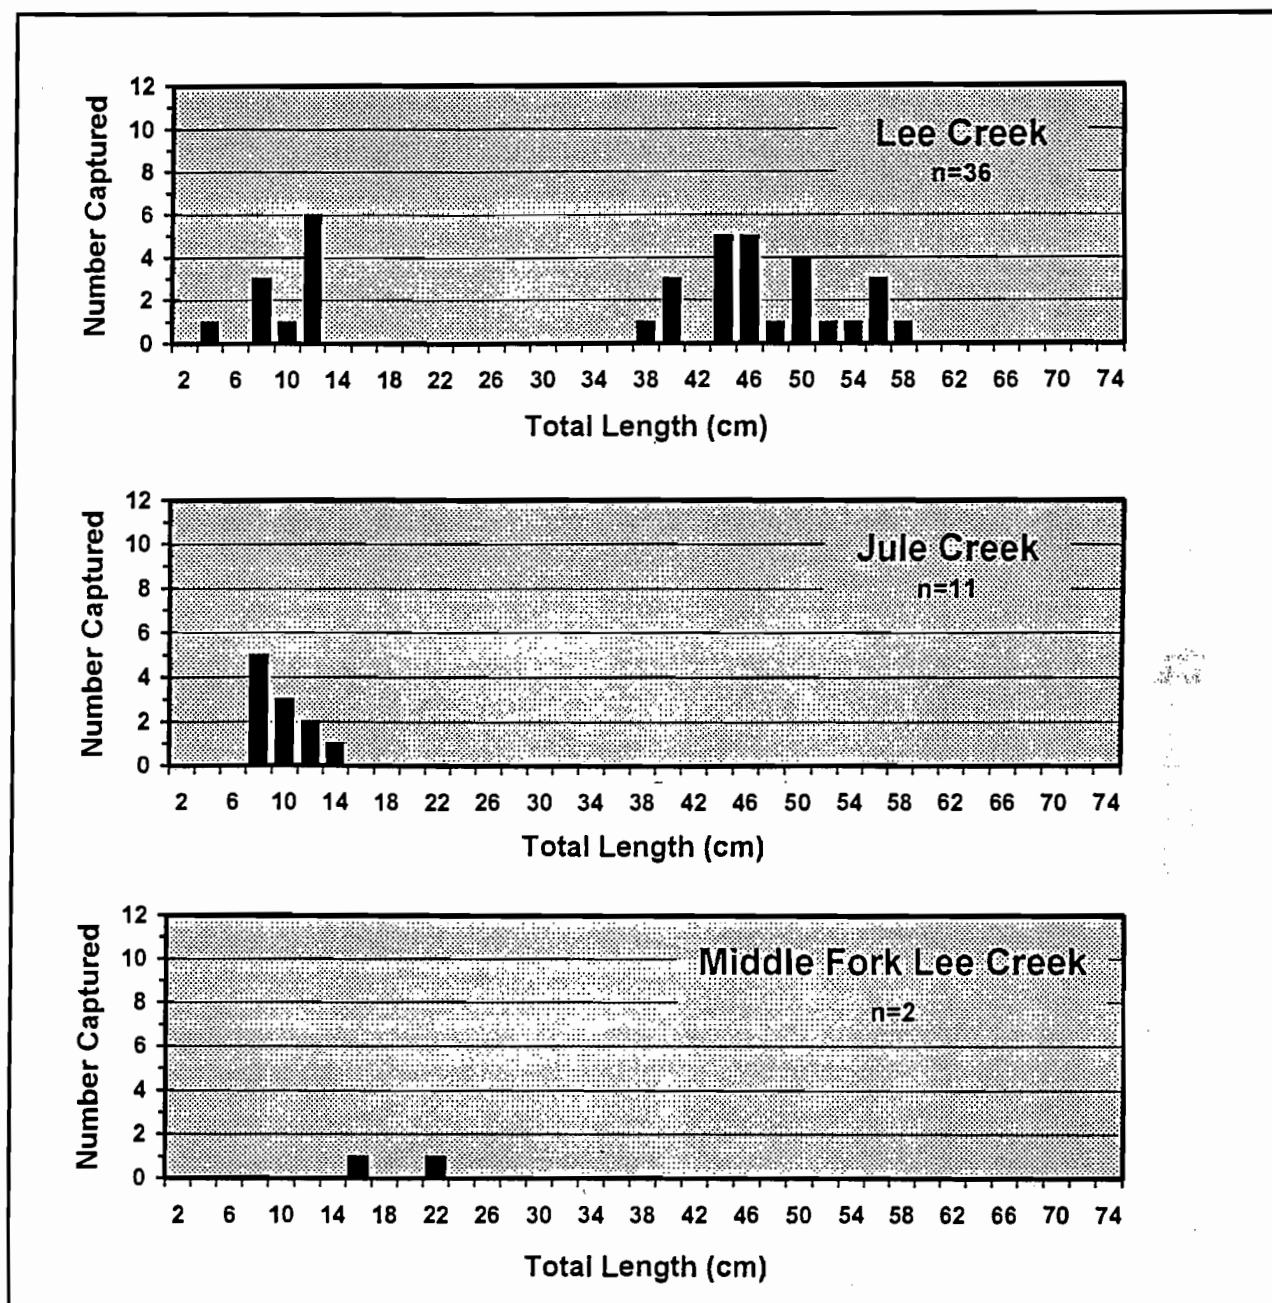 12
Lee Creek
10
n=36
8
6
4
2
0
Number Captured
2 6 10 14 18 22 26 30 34 38 42 46 50 54 58 62 66 70 74
Total Length (cm)
12
Jule Creek
10
n=11
8
6
4
2
0
Number Captured
2 6 10 14 18 22 26 30 34 38 42 46 50 54 58 62 66 70 74
Total Length (cm)
12
Middle Fork Lee Creek
10
n=2
8
6
4
2
0
Number Captured
2 6 10 14 18 22 26 30 34 38 42 46 50 54 58 62 66 70 74
Total Length (cm)